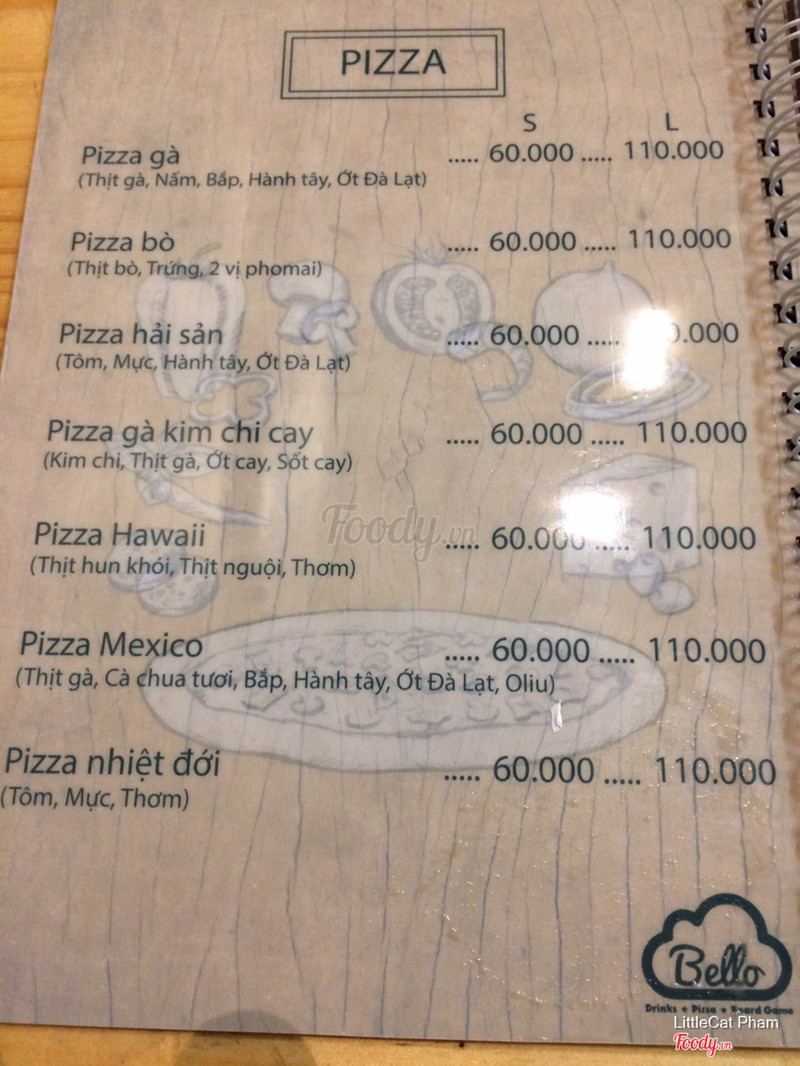 PIZZA
S L
Pizza gà ..... 60.000 ..... 110.000
(Thịt gà, Nấm, Bắp, Hành tây, Ớt Đà Lạt)
Pizza bò ..... 60.000 ..... 110.000
(Thịt bò, Trứng, 2 vị phomai)
Pizza hải sản ..... 60.000 .....
(Tôm, Mực, Hành tây, Ớt Đà Lạt)
Pizza gà kim chi cay ..... 60.000 ..... 110.000
(Kim chi, Thịt gà, Ớt cay, Sốt cay)
Foody.vn
Pizza Hawaii ..... 60.000 ..... 110.000
(Thịt hun khói, Thịt nguội, Thơm)
Pizza Mexico ..... 60.000 ..... 110.000
(Thịt gà, Cà chua tươi, Bắp, Hành tây, Ớt Đà Lạt, Oliu)
Pizza nhiệt đới ..... 60.000 ..... 110.000
(Tôm, Mực, Thơm)
Bello
Drinks * Pizza * Board Game
LittleCat Pham
Foody.vn